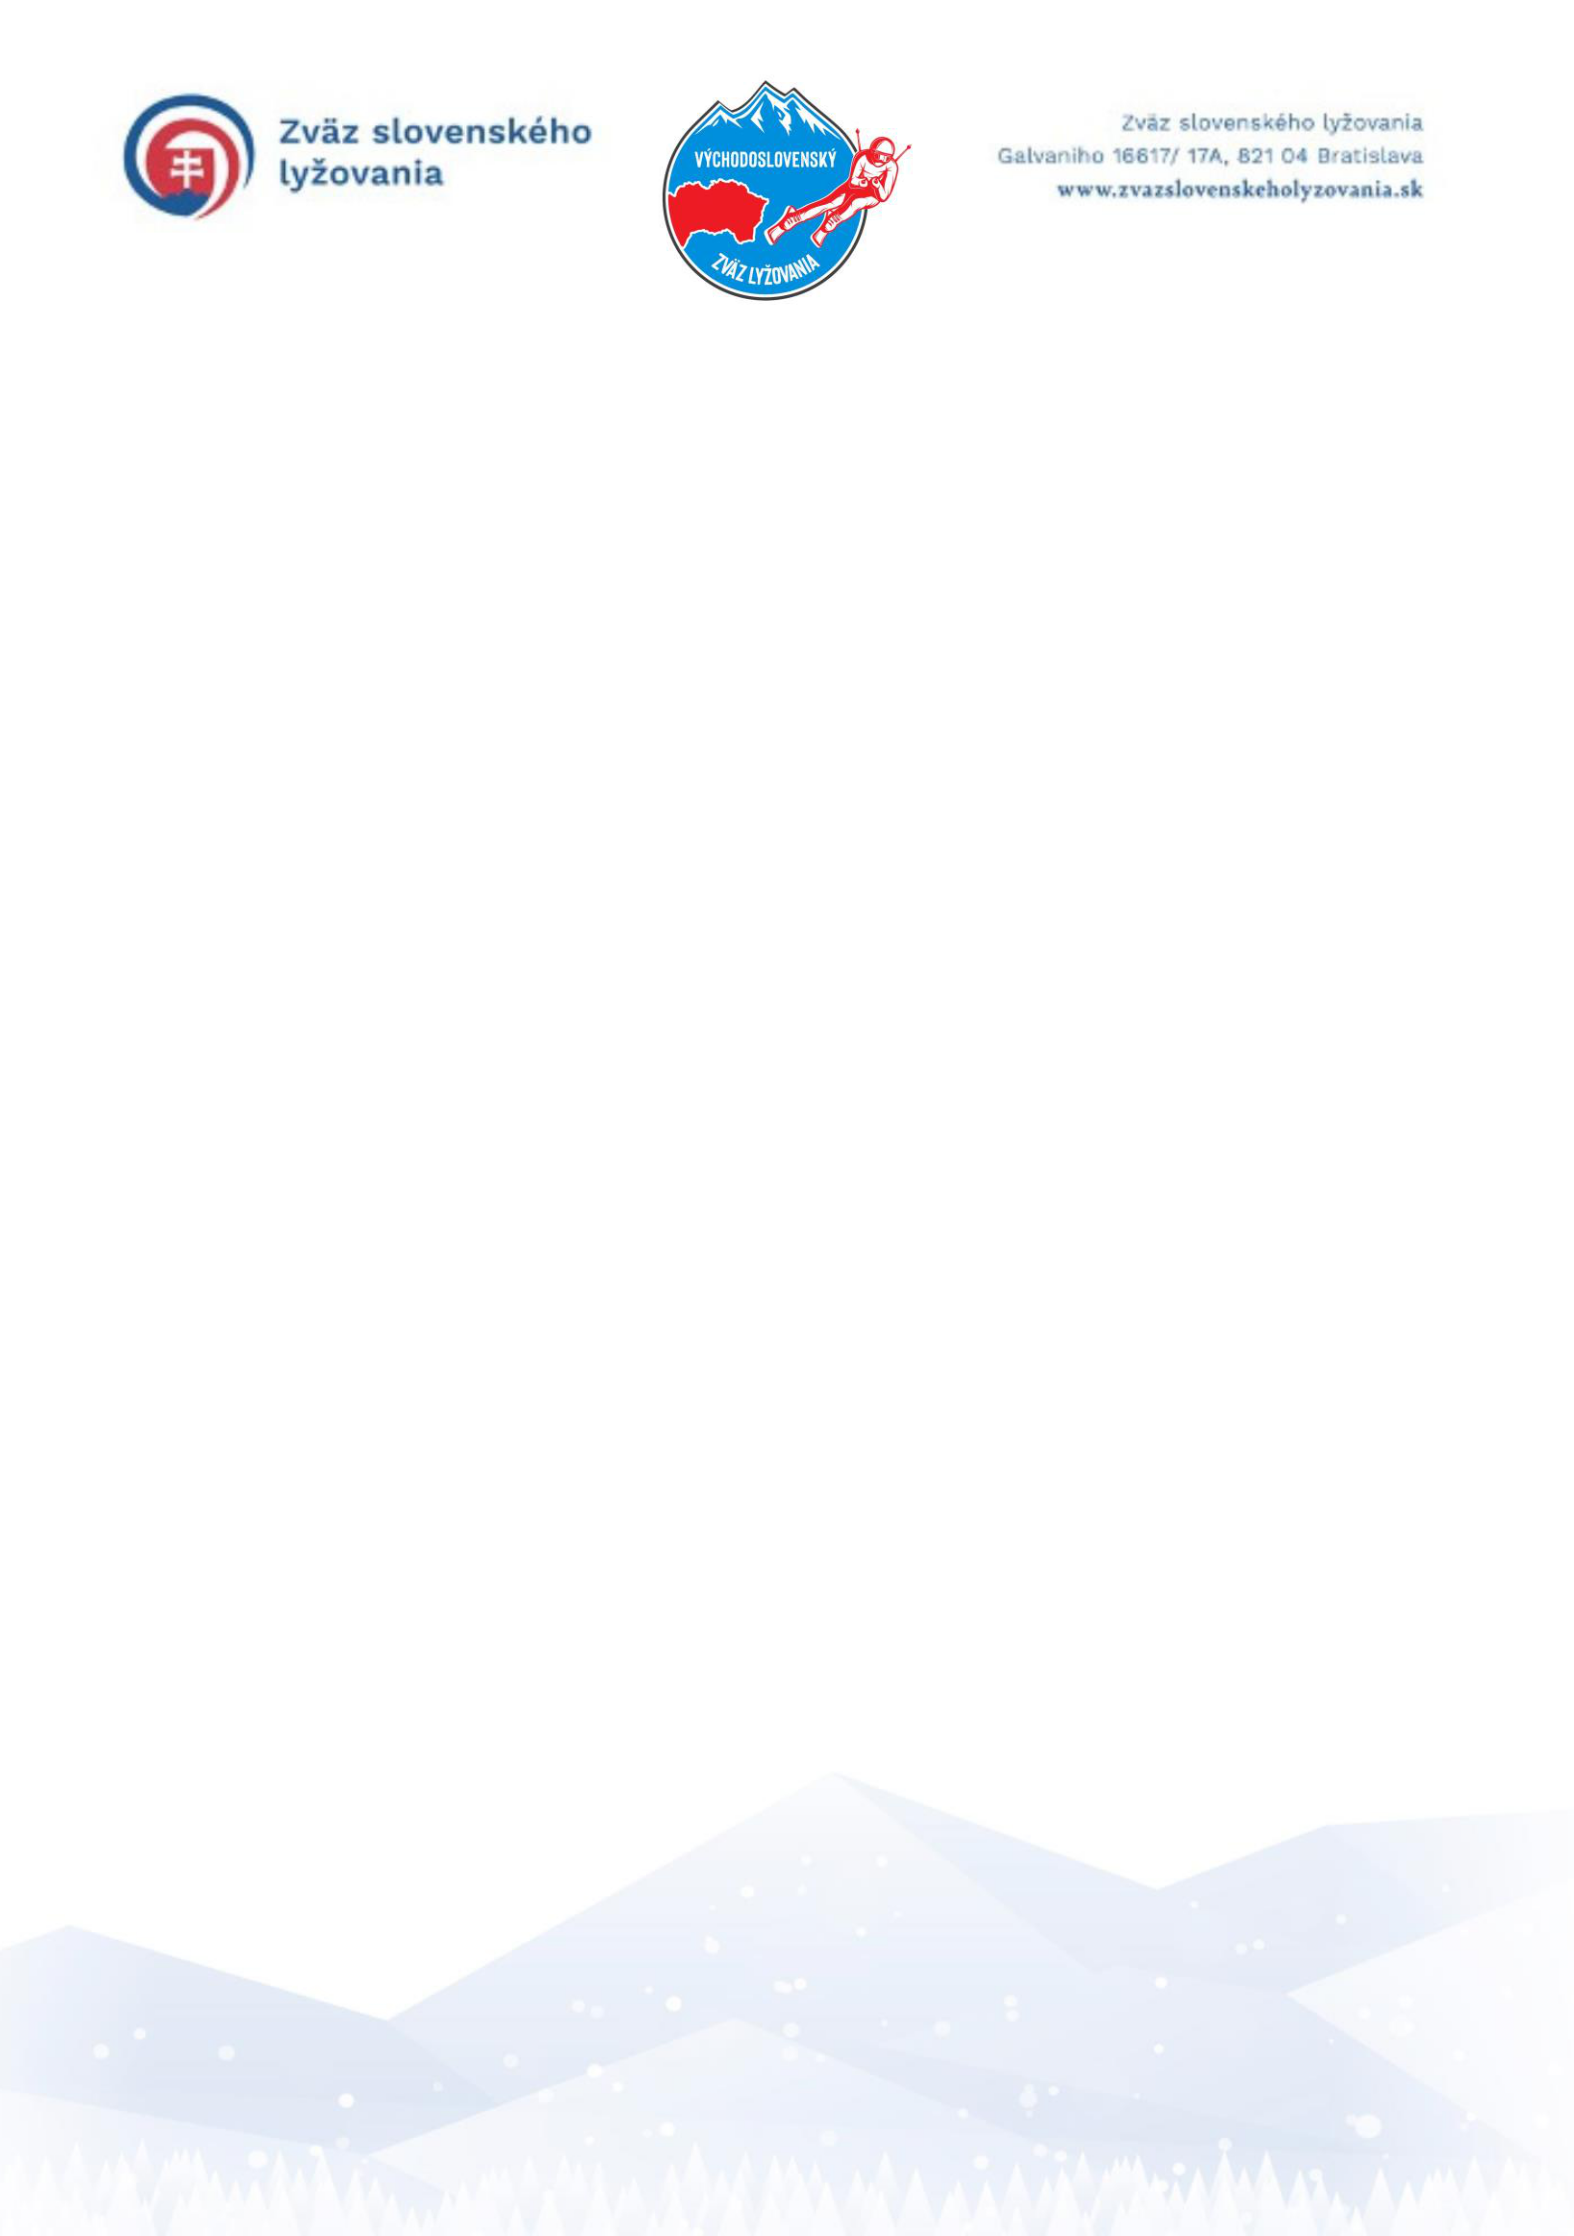 Zväz slovenského
lyžovania
VÝCHODOSLOVENSKÝ
ZVÄZ LYŽOVANIA
Zväz slovenského lyžovania
Galvaniho 16617/ 17A, 821 04 Bratislava
www.zvazslovenskeholyzovania.sk